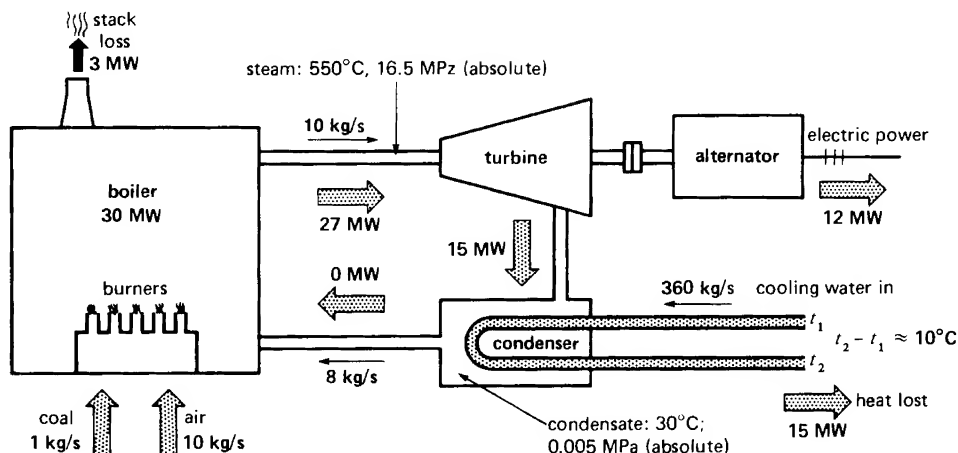 stack
loss
3 MW
steam: 550°C, 16.5 MPz (absolute)
10 kg/s
turbine
alternator
electric power
12 MW
boiler
30 MW
27 MW
15 MW
0 MW
burners
360 kg/s
cooling water in
condenser
t₁
t₂ − t₁ ≈ 10°C
t₂
8 kg/s
heat lost
15 MW
coal
1 kg/s
air
10 kg/s
condensate: 30°C;
0.005 MPa (absolute)